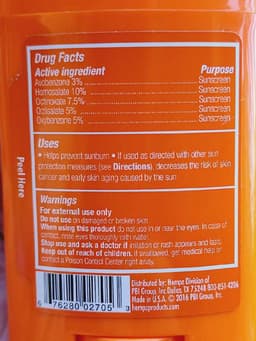 Drug Facts
Active ingredient Purpose
Avobenzone 3% Sunscreen
Homosalate 10% Sunscreen
Octinoxate 7.5% Sunscreen
Octisalate 5% Sunscreen
Oxybenzone 5% Sunscreen
Uses
• Helps prevent sunburn • If used as directed with other sun
protection measures (see Directions), decreases the risk of skin
cancer and early skin aging caused by the sun
Warnings
For external use only
Do not use on damaged or broken skin
When using this product do not use in or near the eyes. In case of
contact, rinse eyes thoroughly with water.
Stop use and ask a doctor if irritation or rash appears and lasts.
Keep out of reach of children. If swallowed, get medical help or
contact a Poison Control Center right away.
Peel Here
6 76280 02705
Distributed by: Hempz Division of
PBI Group, Inc Dallas, TX 75248 800-851-4206
Made in U.S.A. © 2016 PBI Group, Inc.
hempzproducts.com